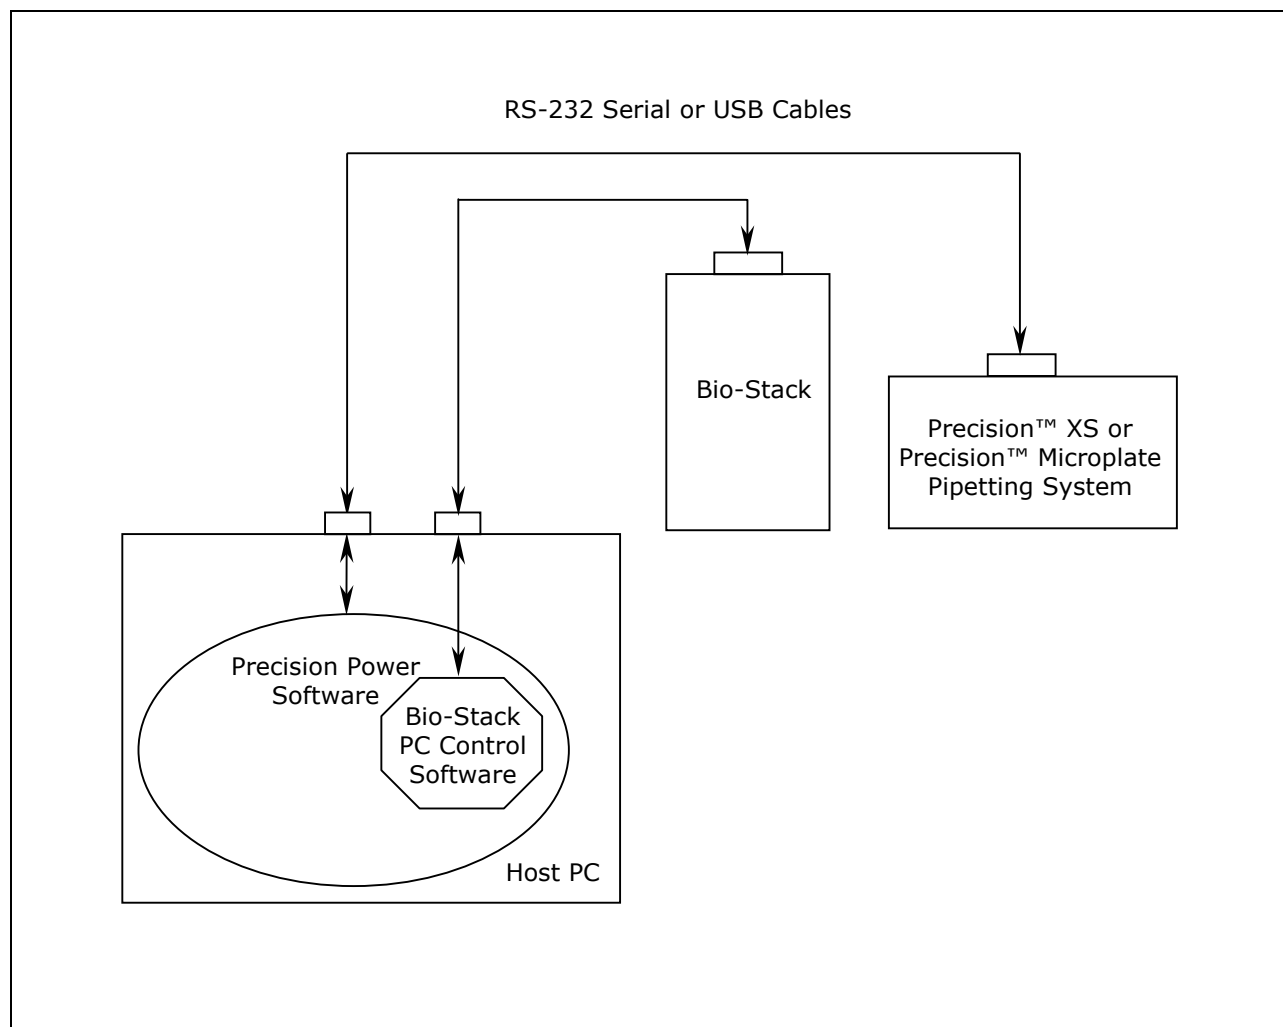 RS-232 Serial or USB Cables
Bio-Stack
Precision™ XS or
Precision™ Microplate
Pipetting System
Precision Power
Software
Bio-Stack
PC Control
Software
Host PC